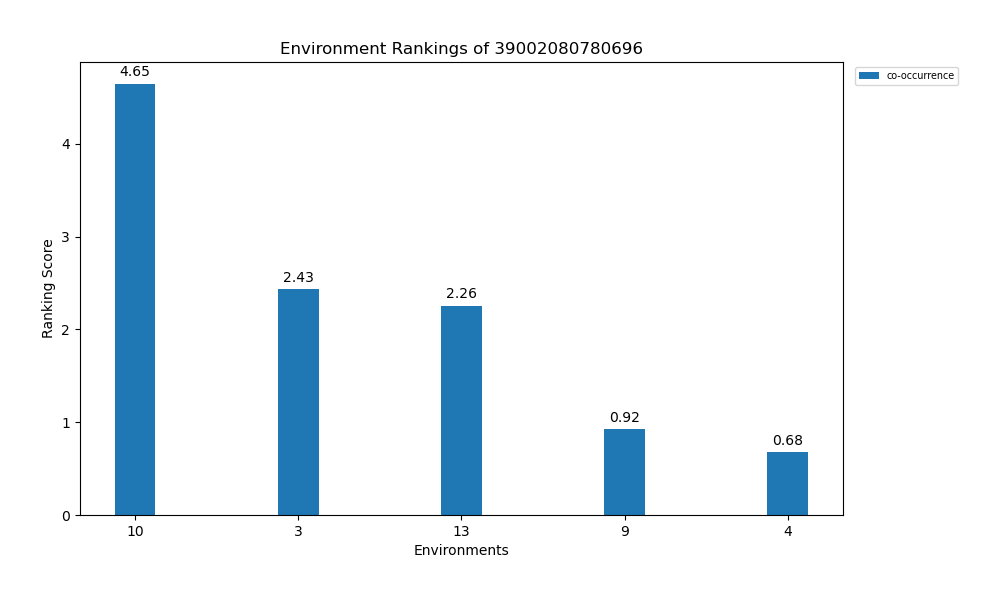 Environment Rankings of 39002080780696
co-occurrence
4.65
2.43
2.26
0.92
0.68
Ranking Score
4
3
2
1
0
10 3 13 9 4
Environments